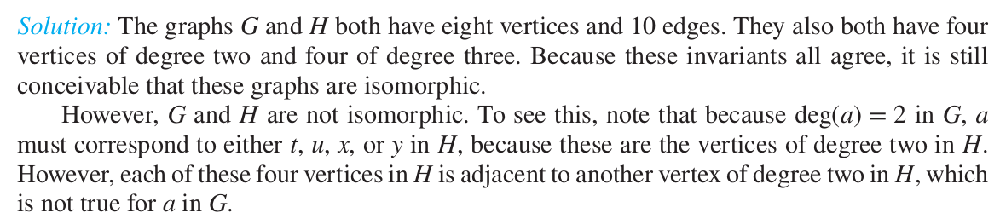 Solution: The graphs G and H both have eight vertices and 10 edges. They also both have four
vertices of degree two and four of degree three. Because these invariants all agree, it is still
conceivable that these graphs are isomorphic.
However, G and H are not isomorphic. To see this, note that because deg(a) = 2 in G, a
must correspond to either t, u, x, or y in H, because these are the vertices of degree two in H.
However, each of these four vertices in H is adjacent to another vertex of degree two in H, which
is not true for a in G.